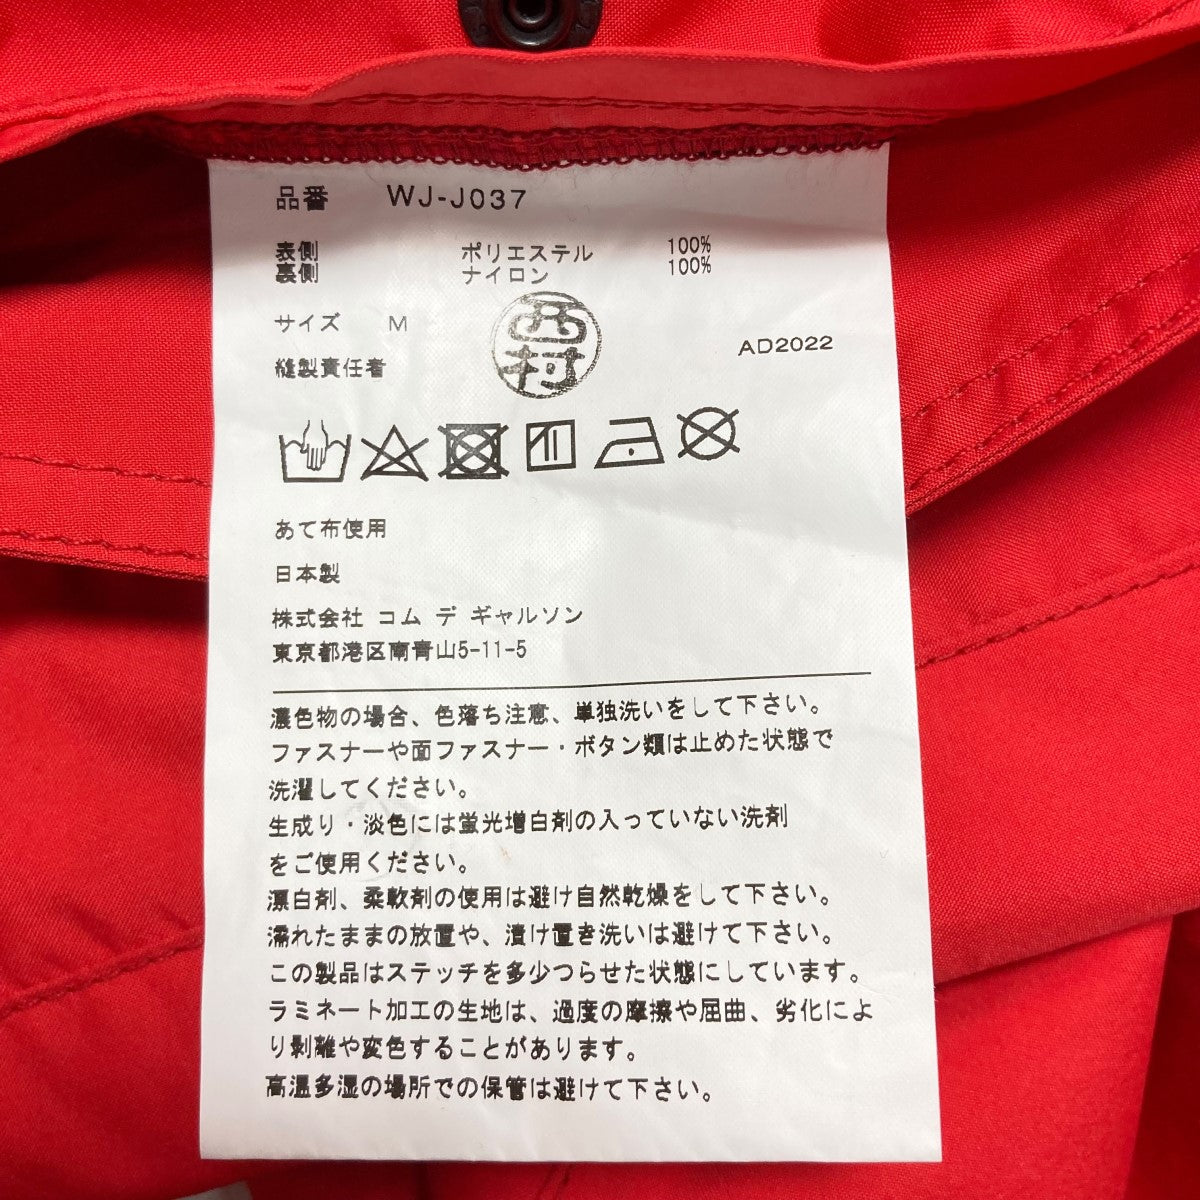 品番 WJ-J037
表側 ポリエステル 100%
裏側 ナイロン 100%
サイズ M
西村
AD2022
縫製責任者
あて布使用
日本製
株式会社 コム デ ギャルソン
東京都港区南青山5-11-5
濃色物の場合、色落ち注意、単独洗いをして下さい。
ファスナーや面ファスナー・ボタン類は止めた状態で
洗濯してください。
生成り・淡色には蛍光増白剤の入っていない洗剤
をご使用ください。
漂白剤、柔軟剤の使用は避け自然乾燥をして下さい。
濡れたままの放置や、漬け置き洗いは避けて下さい。
この製品はステッチを多少つらせた状態にしています。
ラミネート加工の生地は、過度の摩擦や屈曲、劣化によ
り剥離や変色することがあります。
高温多湿の場所での保管は避けて下さい。